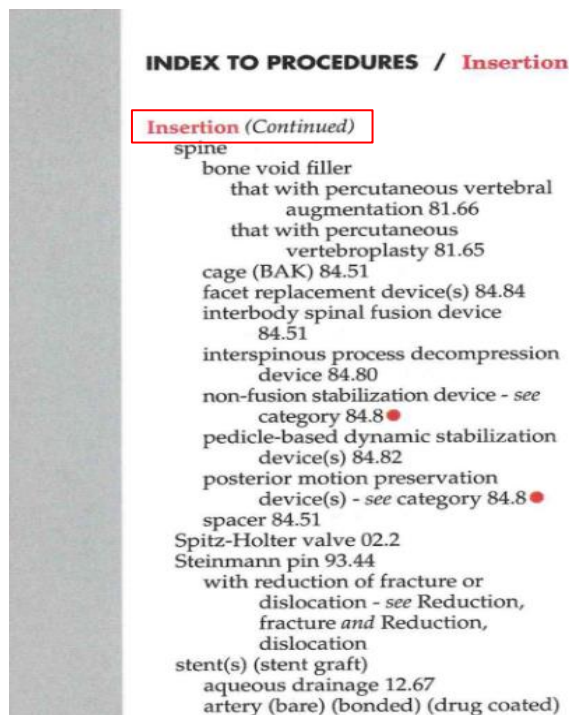 INDEX TO PROCEDURES / Insertion
Insertion (Continued)
spine
bone void filler
that with percutaneous vertebral
augmentation 81.66
that with percutaneous
vertebroplasty 81.65
cage (BAK) 84.51
facet replacement device(s) 84.84
interbody spinal fusion device
84.51
interspinous process decompression
device 84.80
non-fusion stabilization device - see
category 84.8
pedicle-based dynamic stabilization
device(s) 84.82
posterior motion preservation
device(s) - see category 84.8
spacer 84.51
Spitz-Holter valve 02.2
Steinmann pin 93.44
with reduction of fracture or
dislocation - see Reduction,
fracture and Reduction,
dislocation
stent(s) (stent graft)
aqueous drainage 12.67
artery (bare) (bonded) (drug coated)